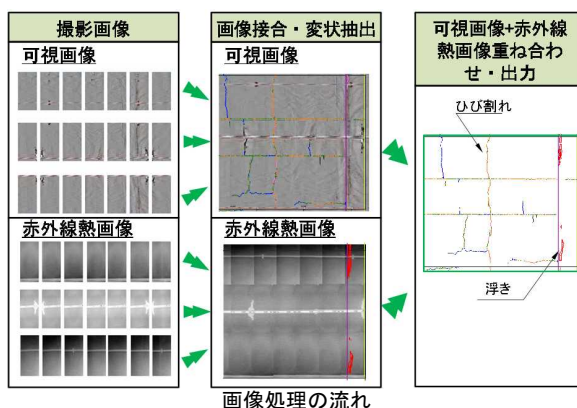 撮影画像
可視画像
赤外線熱画像
画像接合・変状抽出
可視画像
赤外線熱画像
可視画像+赤外線
熱画像重ね合わ
せ・出力
ひび割れ
浮き
画像処理の流れ